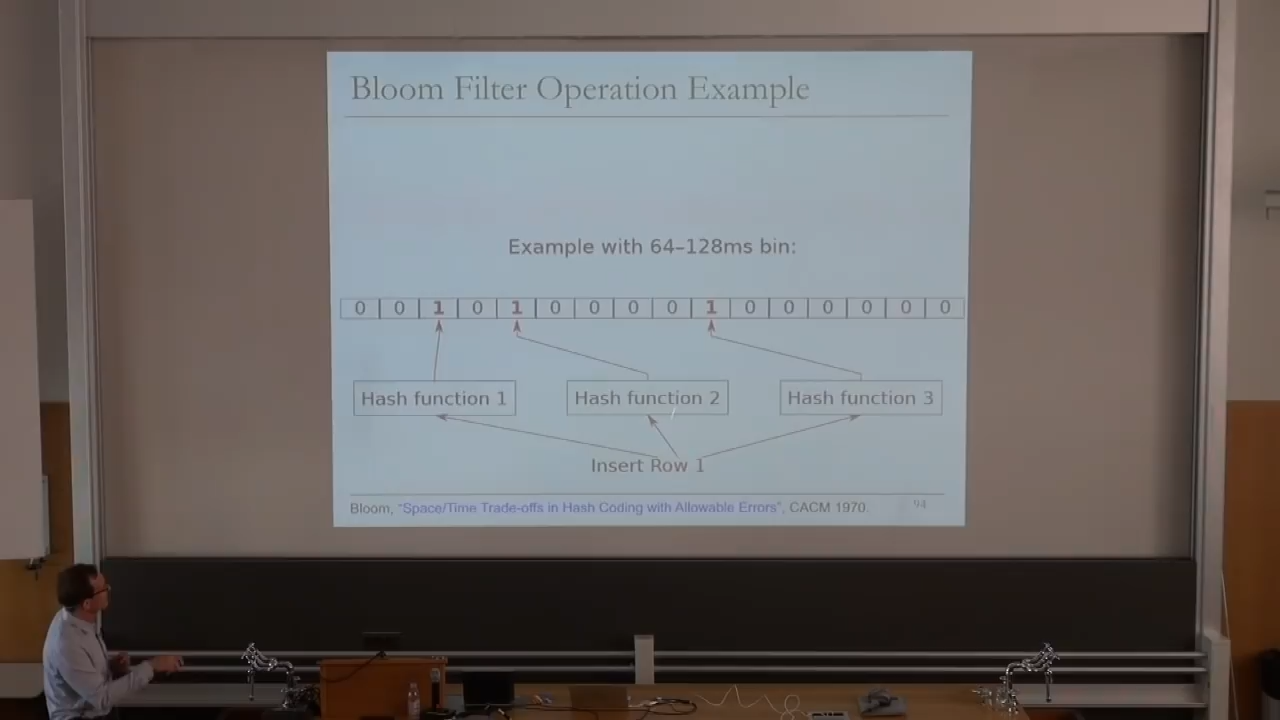 Bloom Filter Operation Example
Example with 64–128ms bin:
0 0 1 0 1 0 0 0 0 1 0 0 0 0 0 0
Hash function 1 Hash function 2 Hash function 3
Insert Row 1
Bloom, “Space/Time Trade-offs in Hash Coding with Allowable Errors”, CACM 1970. 94